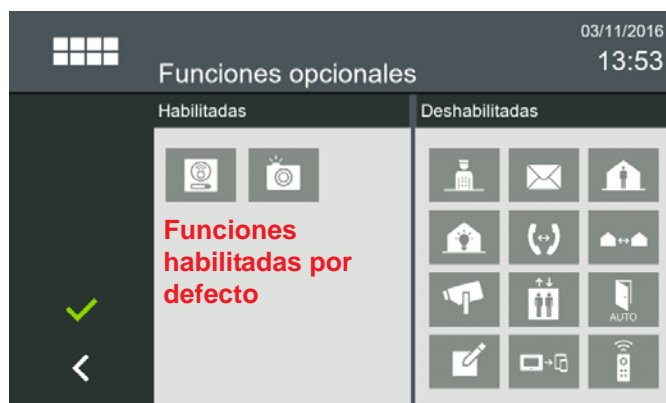 03/11/2016
13:53
Funciones opcionales
Habilitadas
Deshabilitadas
Funciones
habilitadas por
defecto
AUTO